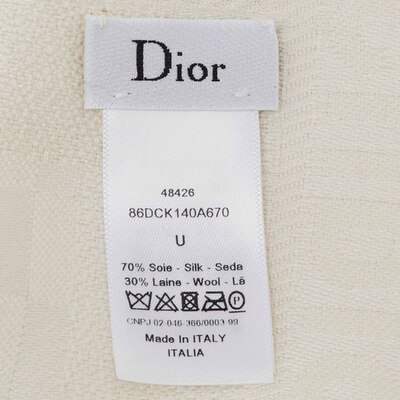 Dior
48426
86DCK140A670
U
70% Soie - Silk - Seda
30% Laine - Wool - Lã
P
CNPJ 02 046 366/0003-99
Made in ITALY
ITALIA